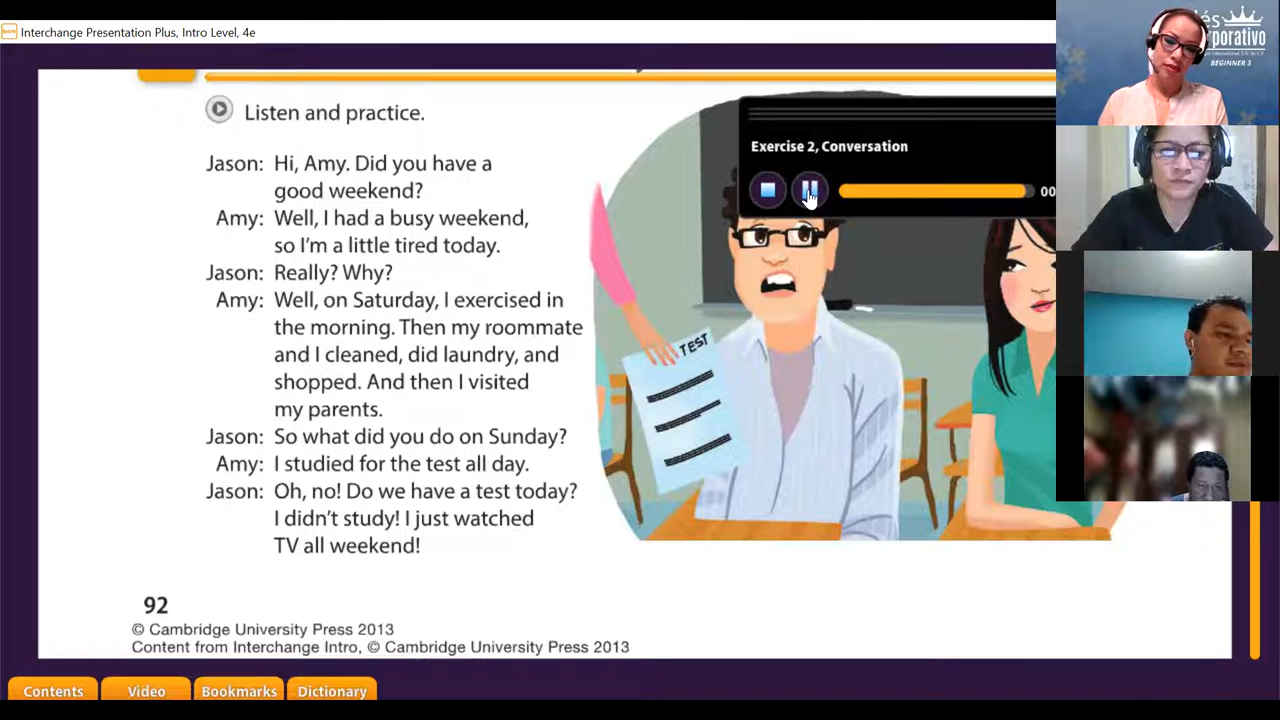 Interchange Presentation Plus, Intro Level, 4e
Listen and practice.
Exercise 2, Conversation
00
Jason: Hi, Amy. Did you have a
good weekend?
Amy: Well, I had a busy weekend,
so I'm a little tired today.
Jason: Really? Why?
Amy: Well, on Saturday, I exercised in
the morning. Then my roommate
and I cleaned, did laundry, and
shopped. And then I visited
my parents.
Jason: So what did you do on Sunday?
Amy: I studied for the test all day.
Jason: Oh, no! Do we have a test today?
I didn't study! I just watched
TV all weekend!
TEST
92
© Cambridge University Press 2013
Content from Interchange Intro, © Cambridge University Press 2013
Contents
Video
Bookmarks
Dictionary
és
porativo
BEGINNER 3